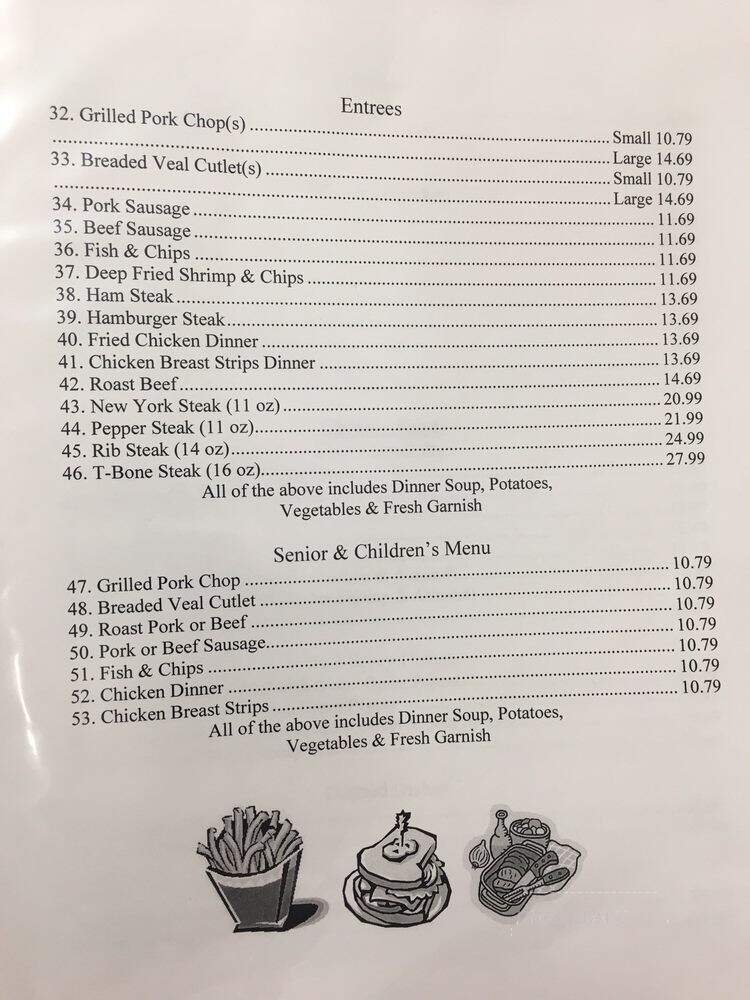 Entrees
32. Grilled Pork Chop(s) ........ Small 10.79
........ Large 14.69
33. Breaded Veal Cutlet(s) ........ Small 10.79
........ Large 14.69
34. Pork Sausage ........ 11.69
35. Beef Sausage ........ 11.69
36. Fish & Chips ........ 11.69
37. Deep Fried Shrimp & Chips ........ 11.69
38. Ham Steak ........ 13.69
39. Hamburger Steak ........ 13.69
40. Fried Chicken Dinner ........ 13.69
41. Chicken Breast Strips Dinner ........ 13.69
42. Roast Beef ........ 14.69
43. New York Steak (11 oz) ........ 20.99
44. Pepper Steak (11 oz) ........ 21.99
45. Rib Steak (14 oz) ........ 24.99
46. T-Bone Steak (16 oz) ........ 27.99
All of the above includes Dinner Soup, Potatoes,
Vegetables & Fresh Garnish
Senior & Children's Menu
47. Grilled Pork Chop ........ 10.79
48. Breaded Veal Cutlet ........ 10.79
49. Roast Pork or Beef ........ 10.79
50. Pork or Beef Sausage ........ 10.79
51. Fish & Chips ........ 10.79
52. Chicken Dinner ........ 10.79
53. Chicken Breast Strips ........ 10.79
All of the above includes Dinner Soup, Potatoes,
Vegetables & Fresh Garnish